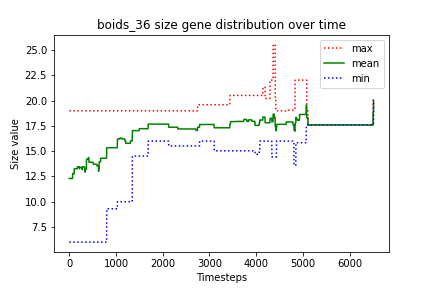 boids_36 size gene distribution over time
Size value
25.0
22.5
20.0
17.5
15.0
12.5
10.0
7.5
max
mean
min
0 1000 2000 3000 4000 5000 6000
Timesteps